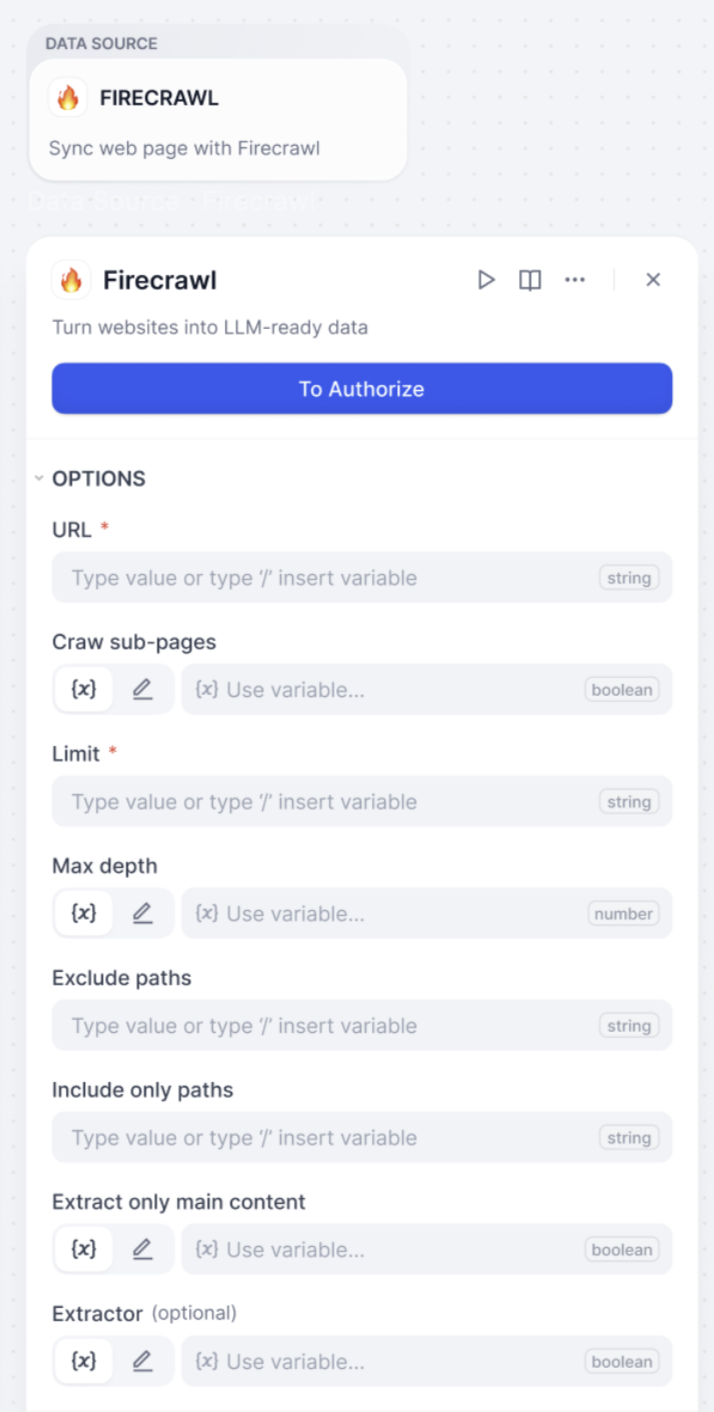 DATA SOURCE
FIRECRAWL
Sync web page with Firecrawl
Data Source - Firecrawl
Firecrawl
Turn websites into LLM-ready data
To Authorize
OPTIONS
URL *
Type value or type ‘/’ insert variable string
Craw sub-pages
{x} {x} Use variable... boolean
Limit *
Type value or type ‘/’ insert variable string
Max depth
{x} {x} Use variable... number
Exclude paths
Type value or type ‘/’ insert variable string
Include only paths
Type value or type ‘/’ insert variable string
Extract only main content
{x} {x} Use variable... boolean
Extractor (optional)
{x} {x} Use variable... boolean